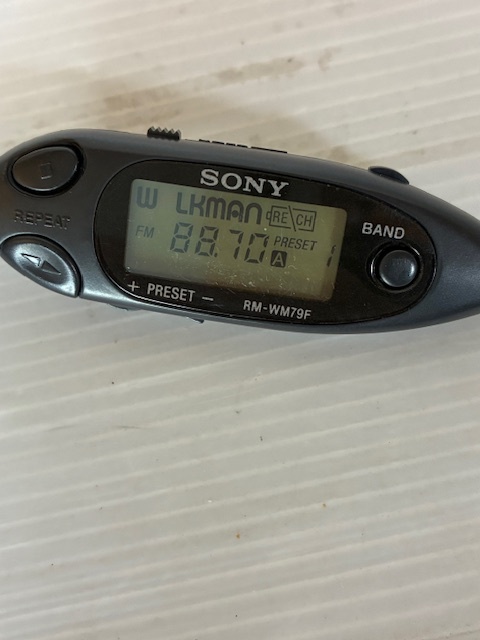 SONY
W LKMAN RE CH
FM 88.70 PRESET 1
A
BAND
REPEAT
+ PRESET −
RM-WM79F